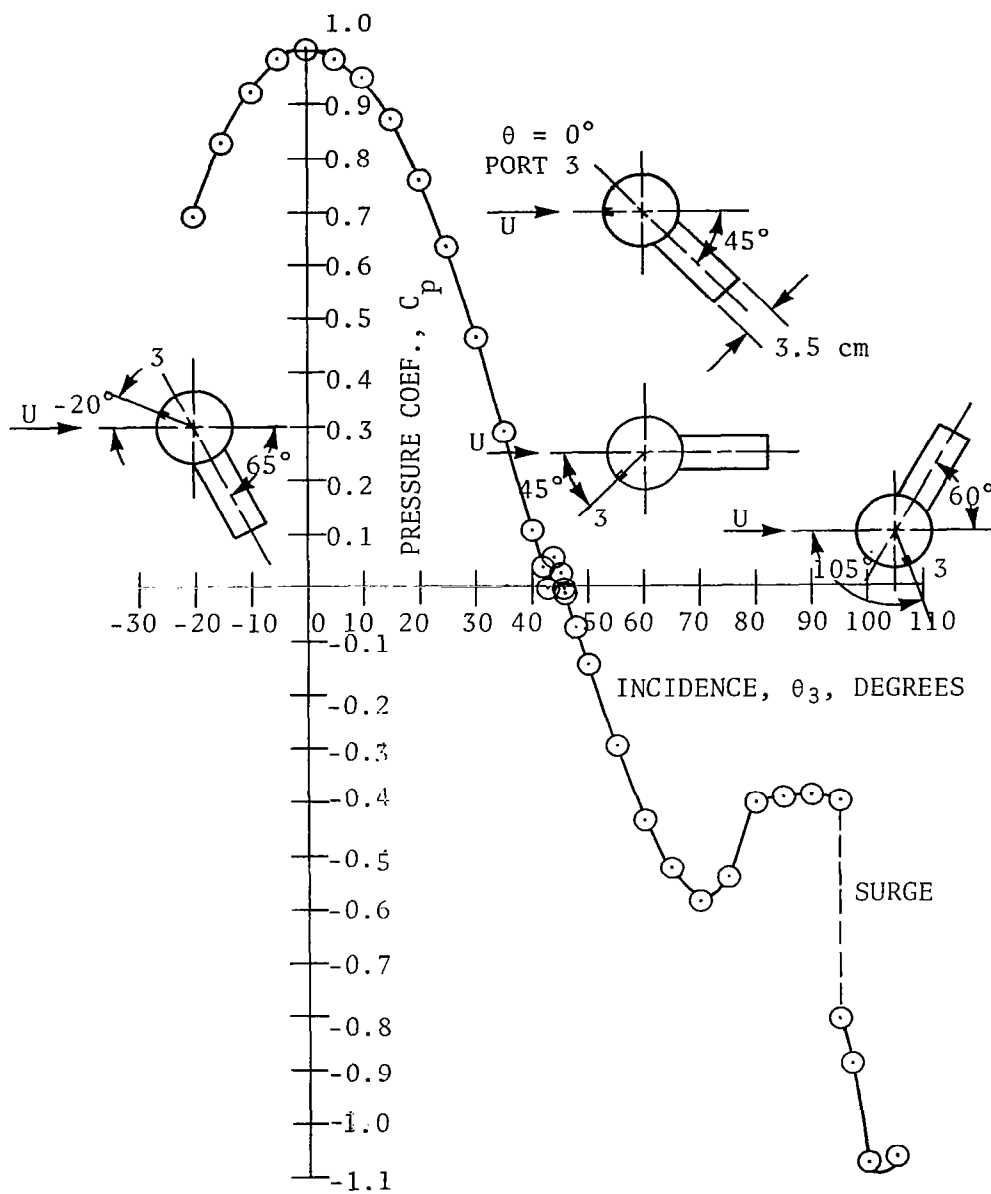 1.0
0.9
0.8
0.7
0.6
0.5
0.4
0.3
0.2
0.1
PRESSURE COEF., Cp
θ = 0°
PORT 3
U
45°
3.5 cm
3
U -20°
65°
U
45°
3
U
60°
105°
3
-30 -20 -10 0 10 20 30 40 50 60 70 80 90 100 110
INCIDENCE, θ3, DEGREES
-0.1
-0.2
-0.3
-0.4
-0.5
-0.6
-0.7
-0.8
-0.9
-1.0
-1.1
SURGE